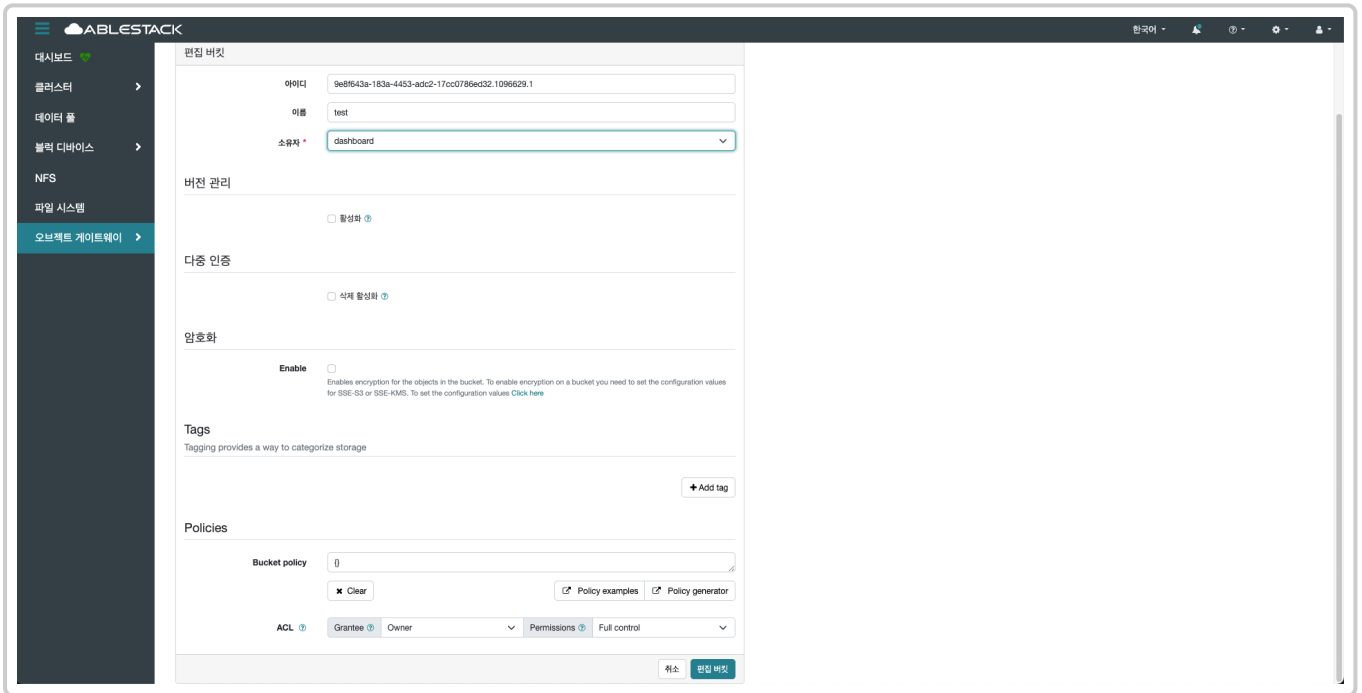 ABLESTACK
한국어
대시보드
클러스터
데이터 풀
블럭 디바이스
NFS
파일 시스템
오브젝트 게이트웨이
편집 버킷
아이디
9e8f643a-183a-4453-adc2-17cc0786ed32.1096629.1
이름
test
소유자 *
dashboard
버전 관리
활성화
다중 인증
삭제 활성화
암호화
Enable
Enables encryption for the objects in the bucket. To enable encryption on a bucket you need to set the configuration values
for SSE-S3 or SSE-KMS. To set the configuration values Click here
Tags
Tagging provides a way to categorize storage
Add tag
Policies
Bucket policy
{}
Clear
Policy examples
Policy generator
ACL
Grantee
Owner
Permissions
Full control
취소
편집 버킷